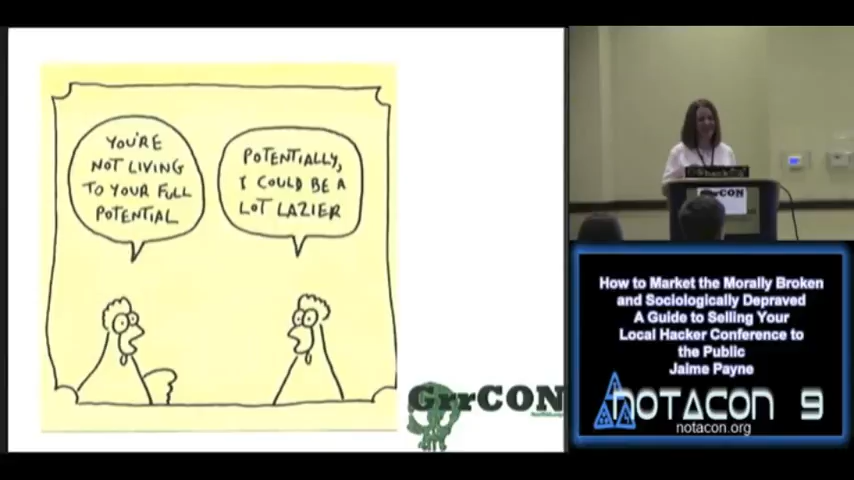 YOU'RE
NOT LIVING
TO YOUR FULL
POTENTIAL
POTENTIALLY,
I COULD BE A
LOT LAZIER
GrrCON
GrrCON
How to Market the Morally Broken
and Sociologically Depraved
A Guide to Selling Your
Local Hacker Conference to
the Public
Jaime Payne
NOTACON 9
notacon.org